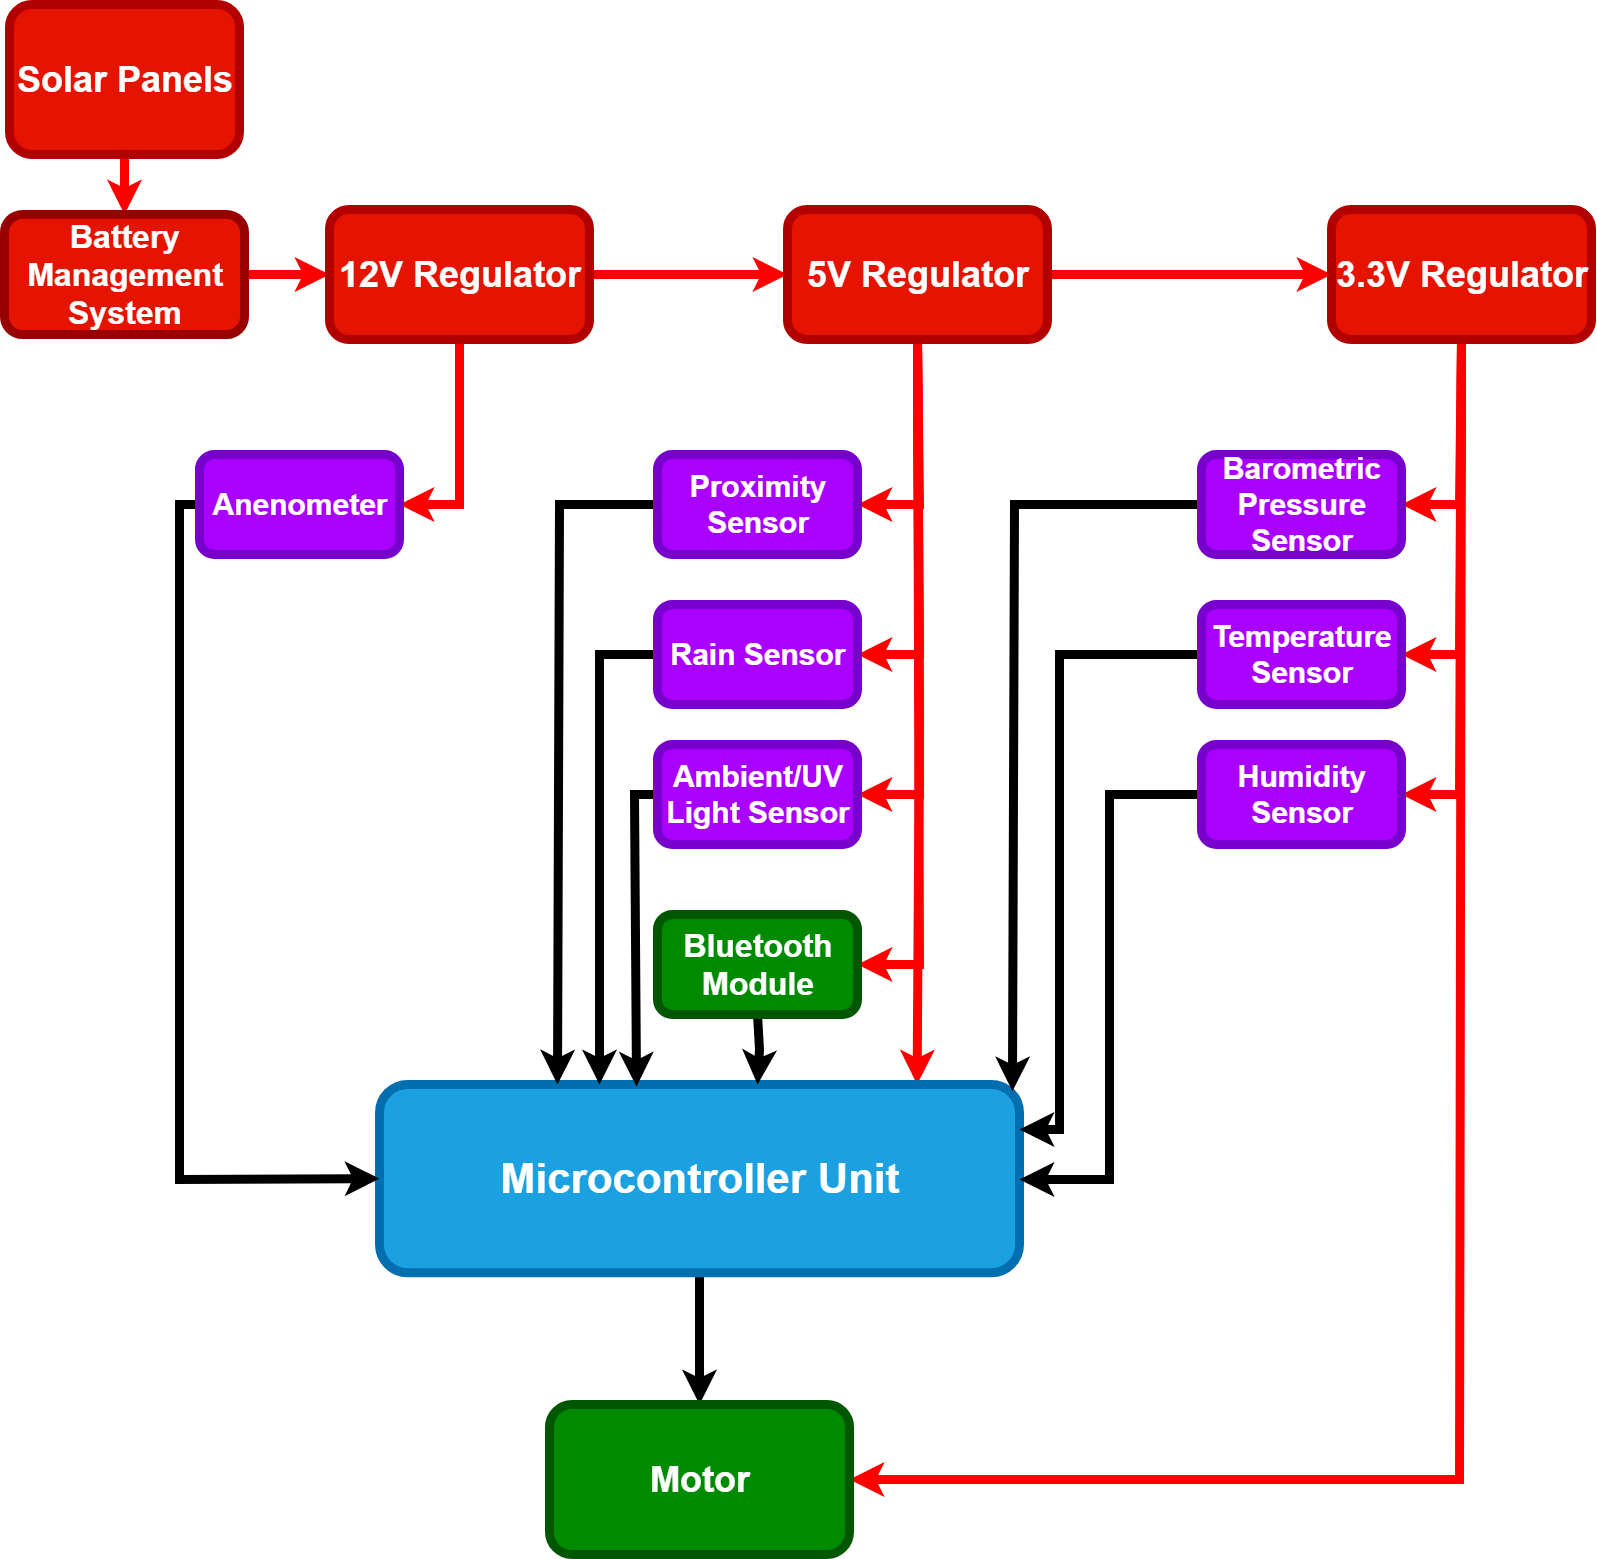 Solar Panels
Battery
Management
System
12V Regulator
5V Regulator
3.3V Regulator
Anenometer
Proximity
Sensor
Barometric
Pressure
Sensor
Rain Sensor
Temperature
Sensor
Ambient/UV
Light Sensor
Humidity
Sensor
Bluetooth
Module
Microcontroller Unit
Motor